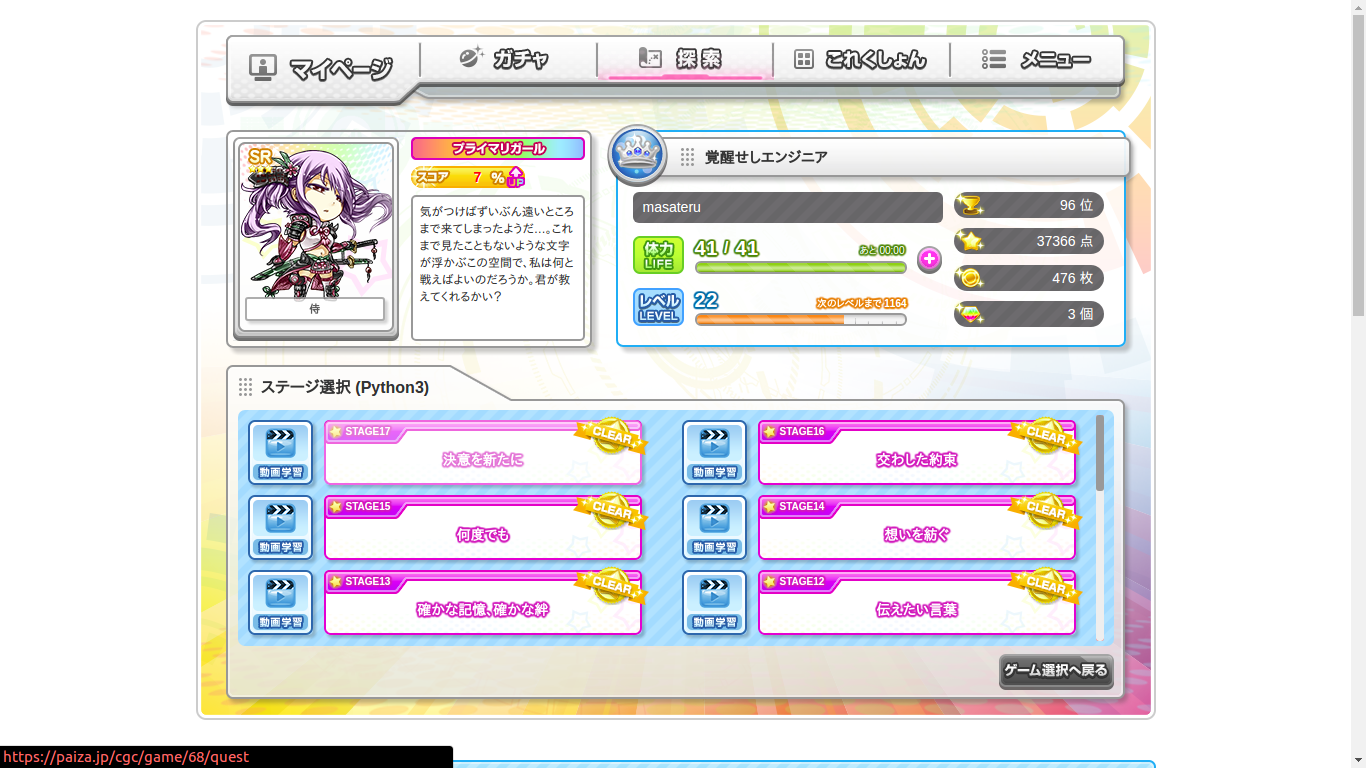 マイページ
ガチャ
探索
これくしょん
メニュー
SR
侍
プライマリガール
スコア 7 % UP
気がつけばずいぶん遠いところ
まで来てしまったようだ…。これ
まで見たこともないような文字
が浮かぶこの空間で、私は何と
戦えばよいのだろうか。君が教
えてくれるかい？
覚醒せしエンジニア
masateru
体力 LIFE 41 / 41 あと 00:00
レベル LEVEL 22 次のレベルまで 1164
96 位
37366 点
476 枚
3 個
ステージ選択 (Python3)
動画学習
STAGE17
CLEAR
決意を新たに
動画学習
STAGE16
CLEAR
交わした約束
動画学習
STAGE15
CLEAR
何度でも
動画学習
STAGE14
CLEAR
想いを紡ぐ
動画学習
STAGE13
CLEAR
確かな記憶、確かな絆
動画学習
STAGE12
CLEAR
伝えたい言葉
ゲーム選択へ戻る
https://paiza.jp/cgc/game/68/quest